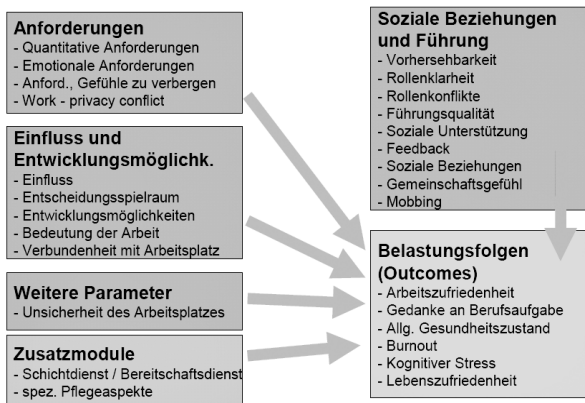 Anforderungen
- Quantitative Anforderungen
- Emotionale Anforderungen
- Anford., Gefühle zu verbergen
- Work - privacy conflict
Einfluss und
Entwicklungsmöglichk.
- Einfluss
- Entscheidungsspielraum
- Entwicklungsmöglichkeiten
- Bedeutung der Arbeit
- Verbundenheit mit Arbeitsplatz
Weitere Parameter
- Unsicherheit des Arbeitsplatzes
Zusatzmodule
- Schichtdienst / Bereitschaftsdienst
- spez. Pflegeaspekte
Soziale Beziehungen
und Führung
- Vorhersehbarkeit
- Rollenklarheit
- Rollenkonflikte
- Führungsqualität
- Soziale Unterstützung
- Feedback
- Soziale Beziehungen
- Gemeinschaftsgefühl
- Mobbing
Belastungsfolgen
(Outcomes)
- Arbeitszufriedenheit
- Gedanke an Berufsaufgabe
- Allg. Gesundheitszustand
- Burnout
- Kognitiver Stress
- Lebenszufriedenheit